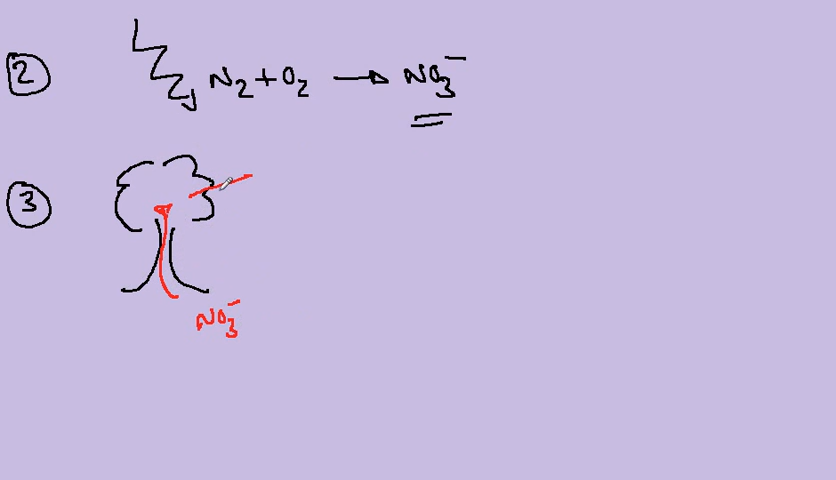 ② N₂ + O₂ → NO₃⁻
③
NO₃⁻